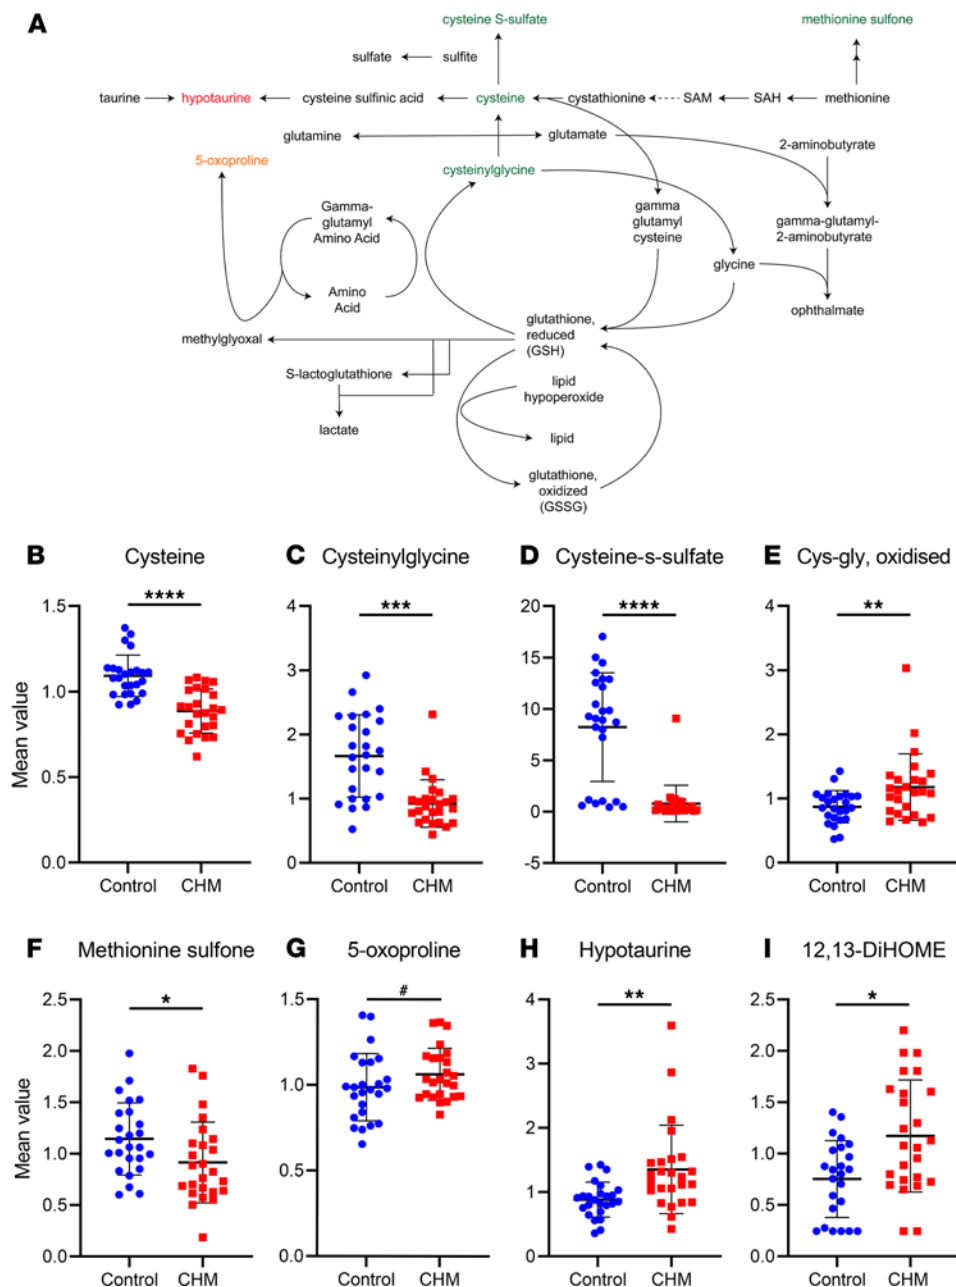 A
cysteine S-sulfate
methionine sulfone
sulfate
sulfite
taurine
hypotaurine
cysteine sulfinic acid
cysteine
cystathionine
SAM
SAH
methionine
glutamine
glutamate
2-aminobutyrate
5-oxoproline
cysteinylglycine
Gamma-
glutamyl
Amino Acid
gamma
glutamyl
cysteine
gamma-glutamyl-
2-aminobutyrate
glycine
Amino
Acid
ophthalmate
methylglyoxal
glutathione,
reduced
(GSH)
S-lactoglutathione
lipid
hypoperoxide
lactate
lipid
glutathione,
oxidized
(GSSG)
B Cysteine
****
1.5
1.0
0.5
0.0
Mean value
Control CHM
C Cysteinylglycine
***
4
3
2
1
0
Control CHM
D Cysteine-s-sulfate
****
20
15
10
5
0
-5
Control CHM
E Cys-gly, oxidised
**
4
3
2
1
0
Control CHM
F Methionine sulfone
*
2.5
2.0
1.5
1.0
0.5
0.0
Mean value
Control CHM
G 5-oxoproline
#
1.5
1.0
0.5
0.0
Control CHM
H Hypotaurine
**
4
3
2
1
0
Control CHM
I 12,13-DiHOME
*
2.5
2.0
1.5
1.0
0.5
0.0
Control CHM